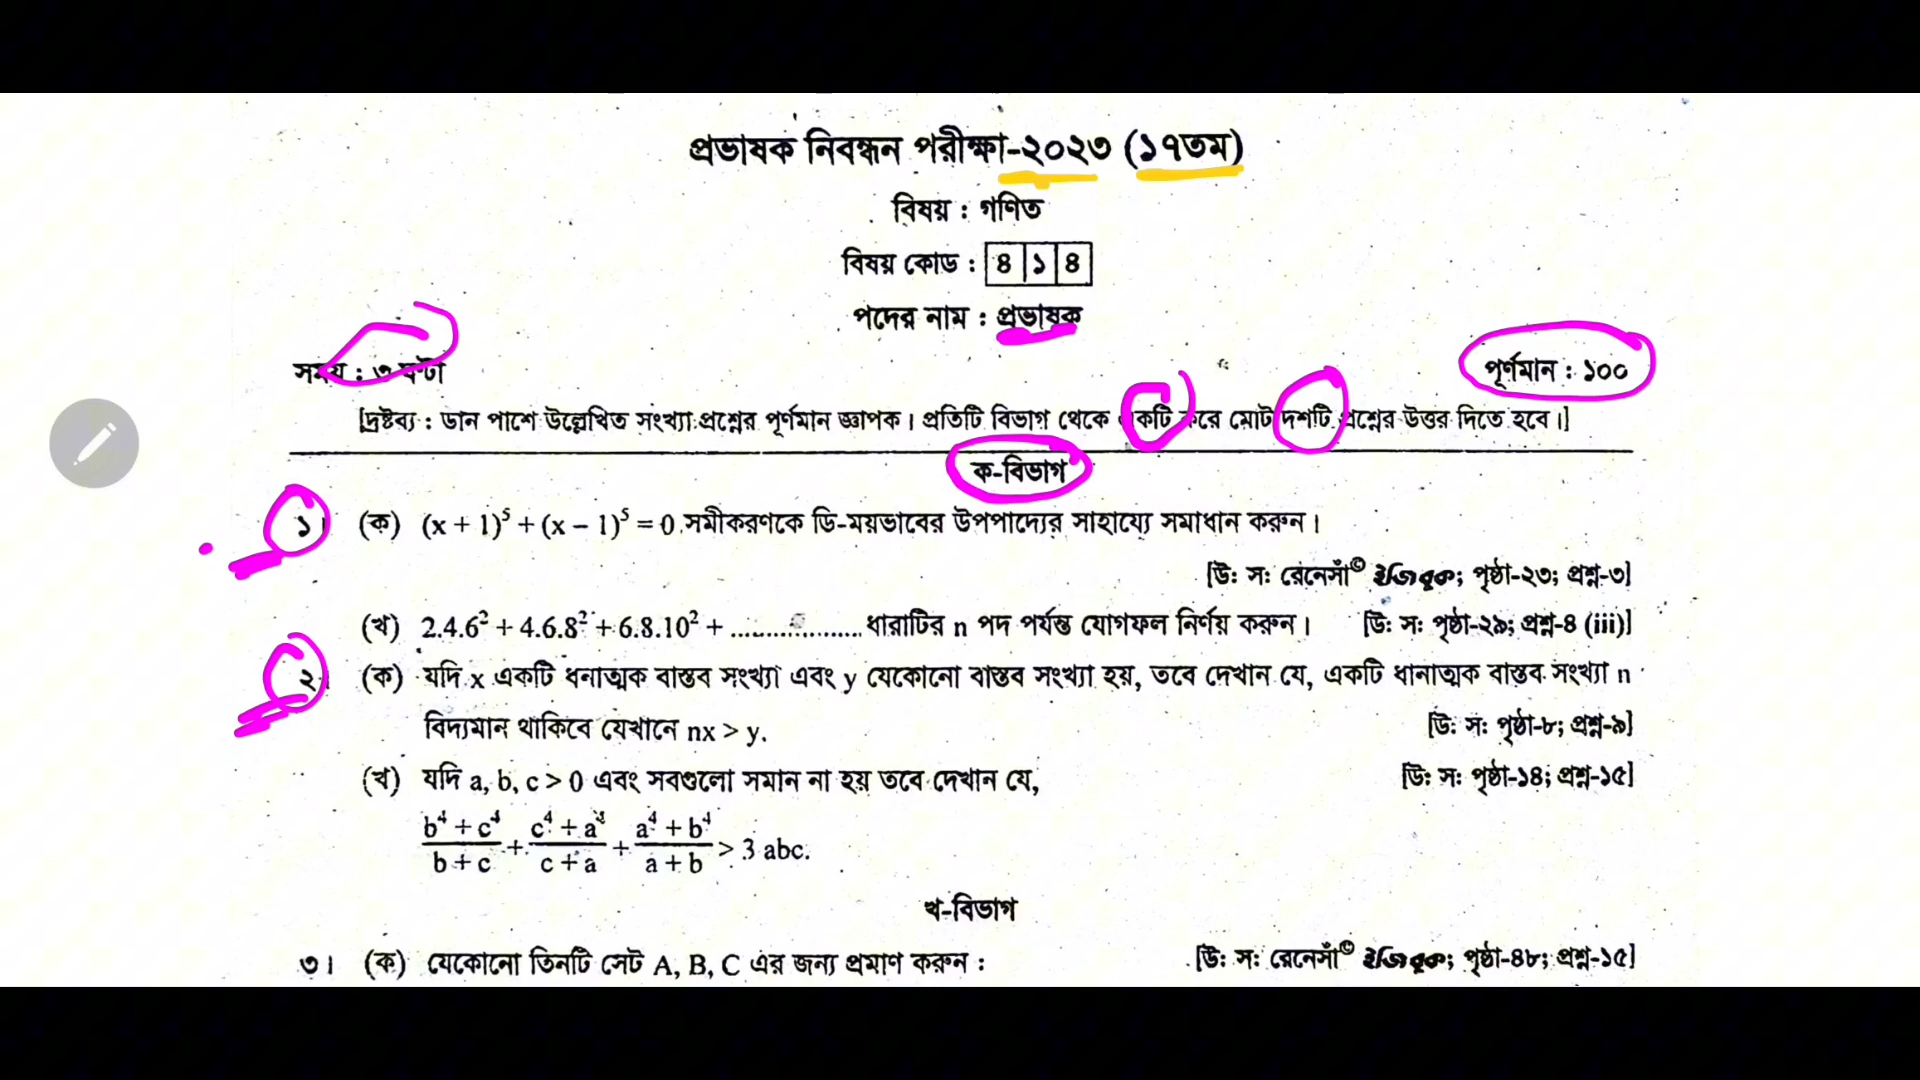 প্রভাষক নিবন্ধন পরীক্ষা-২০২৩ (১৭তম)
বিষয় : গণিত
বিষয় কোড : ৪ ১ ৪
পদের নাম : প্রভাষক
সময় : ৩ ঘণ্টা পূর্ণমান : ১০০
[দ্রষ্টব্য : ডান পাশে উল্লেখিত সংখ্যা প্রশ্নের পূর্ণমান জ্ঞাপক। প্রতিটি বিভাগ থেকে একটি করে মোট দশটি প্রশ্নের উত্তর দিতে হবে।]
ক-বিভাগ
১। (ক) (x + 1)⁵ + (x – 1)⁵ = 0 সমীকরণকে ডি-ময়ভাবের উপপাদ্যের সাহায্যে সমাধান করুন।
[উ: স: রেনেসাঁ© ইজিবুক; পৃষ্ঠা-২৩; প্রশ্ন-৩]
(খ) 2.4.6² + 4.6.8² + 6.8.10² + .................... ধারাটির n পদ পর্যন্ত যোগফল নির্ণয় করুন। [উ: স: পৃষ্ঠা-২৯; প্রশ্ন-৪ (iii)]
২। (ক) যদি x একটি ধনাত্মক বাস্তব সংখ্যা এবং y যেকোনো বাস্তব সংখ্যা হয়, তবে দেখান যে, একটি ধানাত্মক বাস্তব সংখ্যা n
বিদ্যমান থাকিবে যেখানে nx > y. [উ: স: পৃষ্ঠা-৮; প্রশ্ন-৯]
(খ) যদি a, b, c > 0 এবং সবগুলো সমান না হয় তবে দেখান যে, [উ: স: পৃষ্ঠা-১৪; প্রশ্ন-১৫]
b⁴ + c⁴ / b + c + c⁴ + a⁴ / c + a + a⁴ + b⁴ / a + b > 3 abc.
খ-বিভাগ
৩। (ক) যেকোনো তিনটি সেট A, B, C এর জন্য প্রমাণ করুন : [উ: স: রেনেসাঁ© ইজিবুক; পৃষ্ঠা-৪৮; প্রশ্ন-১৫]